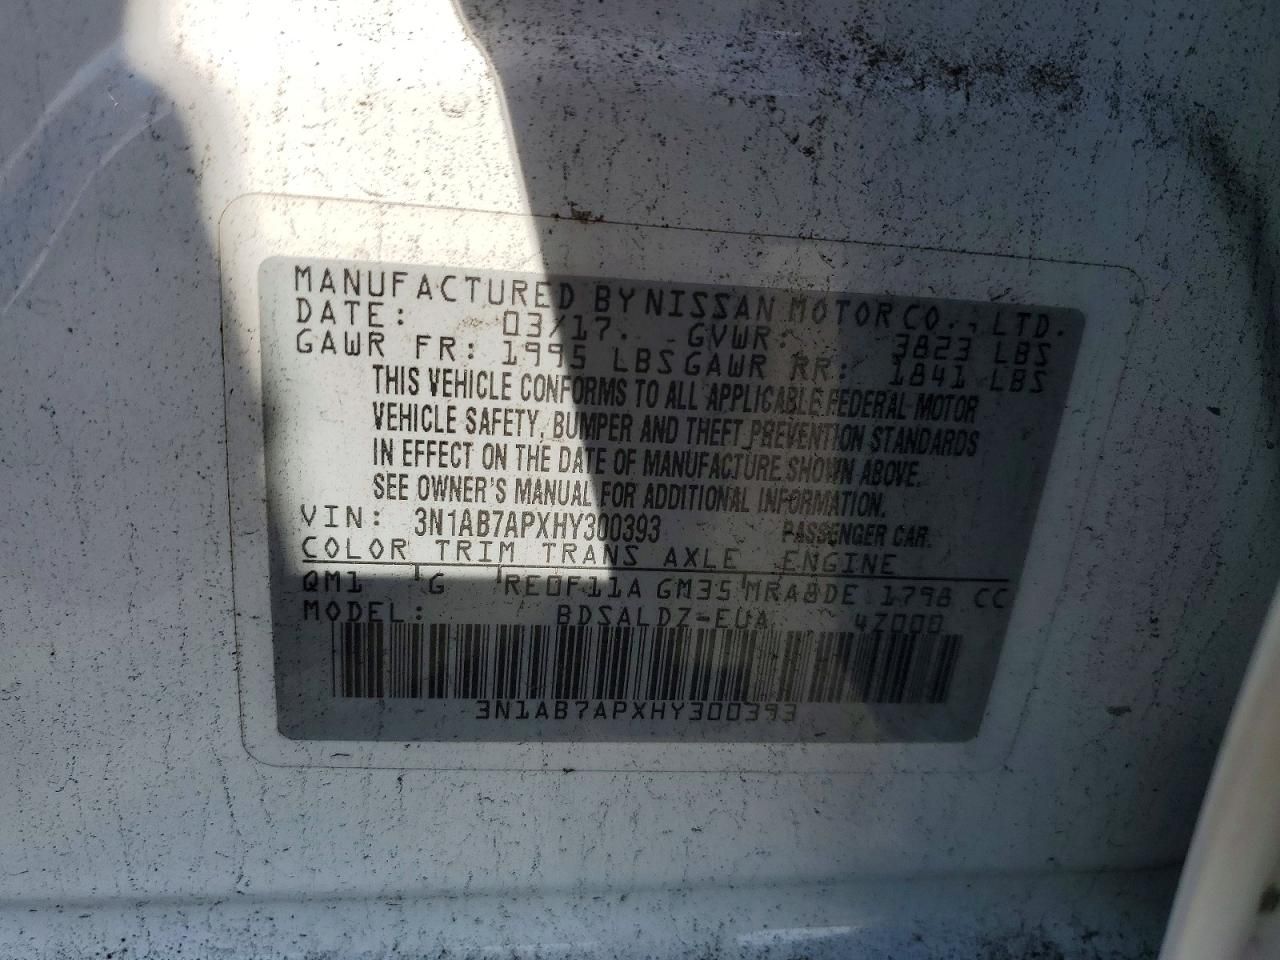 MANUFACTURED BY NISSAN MOTOR CO., LTD.
DATE: 03/17. GVWR: 3823 LBS
GAWR FR: 1995 LBS GAWR RR: 1841 LBS
THIS VEHICLE CONFORMS TO ALL APPLICABLE FEDERAL MOTOR
VEHICLE SAFETY, BUMPER AND THEFT PREVENTION STANDARDS
IN EFFECT ON THE DATE OF MANUFACTURE SHOWN ABOVE.
SEE OWNER'S MANUAL FOR ADDITIONAL INFORMATION.
VIN: 3N1AB7APXHY300393 PASSENGER CAR.
COLOR TRIM TRANS AXLE ENGINE
QM1 G RE0F11A GM35 MRA8DE 1798 CC
MODEL: BDSALDZ-EUA 4Z000
3N1AB7APXHY300393